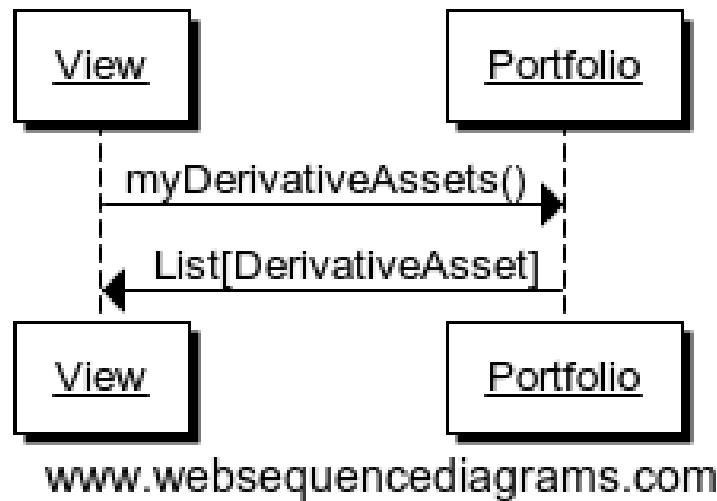 View Portfolio
myDerivativeAssets()
List[DerivativeAsset]
View Portfolio
www.websequencediagrams.com